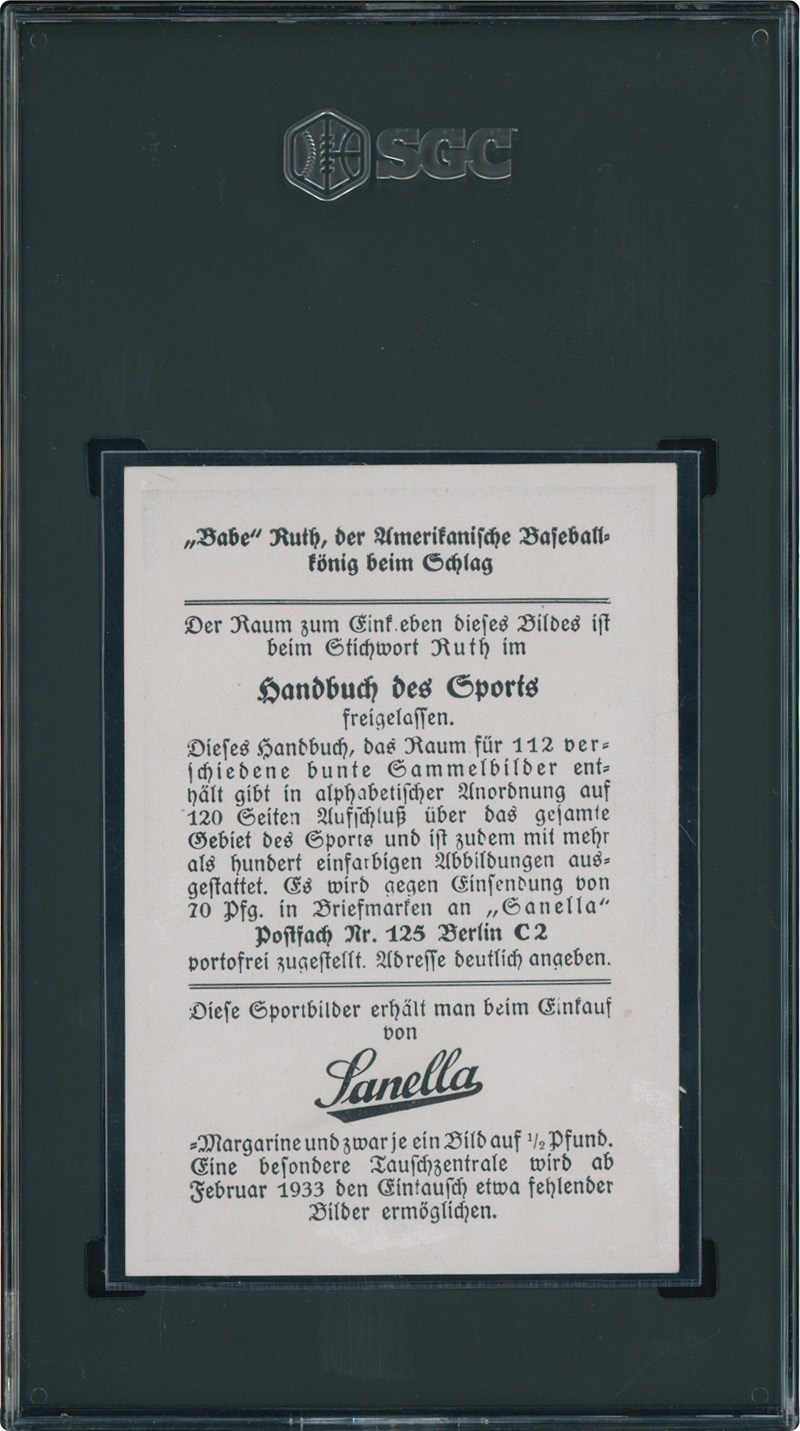 SGC
„Babe“ Ruth, der Amerikanische Baseball=
könig beim Schlag
Der Raum zum Eink.eben dieses Bildes ist
beim Stichwort Ruth im
Handbuch des Sports
freigelassen.
Dieses Handbuch, das Raum für 112 ver=
schiedene bunte Sammelbilder ent=
hält gibt in alphabetischer Anordnung auf
120 Seiten Aufschluß über das gesamte
Gebiet des Sports und ist zudem mit mehr
als hundert einfarbigen Abbildungen aus=
gestattet. Es wird gegen Einsendung von
70 Pfg. in Briefmarken an „Sanella“
Postfach Nr. 125 Berlin C 2
portofrei zugestellt. Adresse deutlich angeben.
Diese Sportbilder erhält man beim Einkauf
von
Sanella
=Margarine und zwar je ein Bild auf ½ Pfund.
Eine besondere Tauschzentrale wird ab
Februar 1933 den Eintausch etwa fehlender
Bilder ermöglichen.